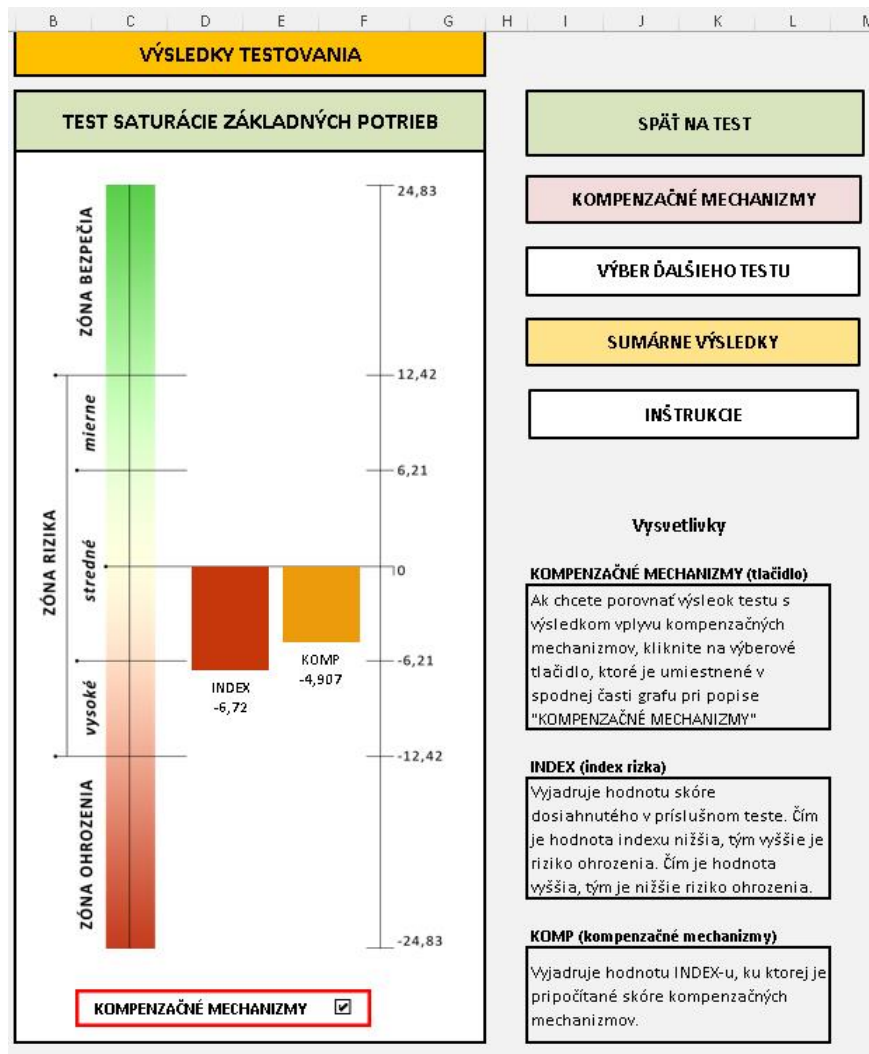 B C D E F G H I J K L M
VÝSLEDKY TESTOVANIA
TEST SATURÁCIE ZÁKLADNÝCH POTRIEB
ZÓNA BEZPEČIA
ZÓNA RIZIKA
mierne
stredné
vysoké
ZÓNA OHROZENIA
24,83
12,42
6,21
0
-6,21
-12,42
-24,83
INDEX
-6,72
KOMP
-4,907
KOMPENZAČNÉ MECHANIZMY
SPÄŤ NA TEST
KOMPENZAČNÉ MECHANIZMY
VÝBER ĎALŠIEHO TESTU
SUMÁRNE VÝSLEDKY
INŠTRUKCIE
Vysvetlivky
KOMPENZAČNÉ MECHANIZMY (tlačidlo)
Ak chcete porovnať výsleok testu s
výsledkom vplyvu kompenzačných
mechanizmov, kliknite na výberové
tlačidlo, ktoré je umiestnené v
spodnej časti grafu pri popise
"KOMPENZAČNÉ MECHANIZMY"
INDEX (index rizka)
Vyjadruje hodnotu skóre
dosiahnutého v príslušnom teste. Čím
je hodnota indexu nižšia, tým vyššie je
riziko ohrozenia. Čím je hodnota
vyššia, tým je nižšie riziko ohrozenia.
KOMP (kompenzačné mechanizmy)
Vyjadruje hodnotu INDEX-u, ku ktorej je
pripočítané skóre kompenzačných
mechanizmov.